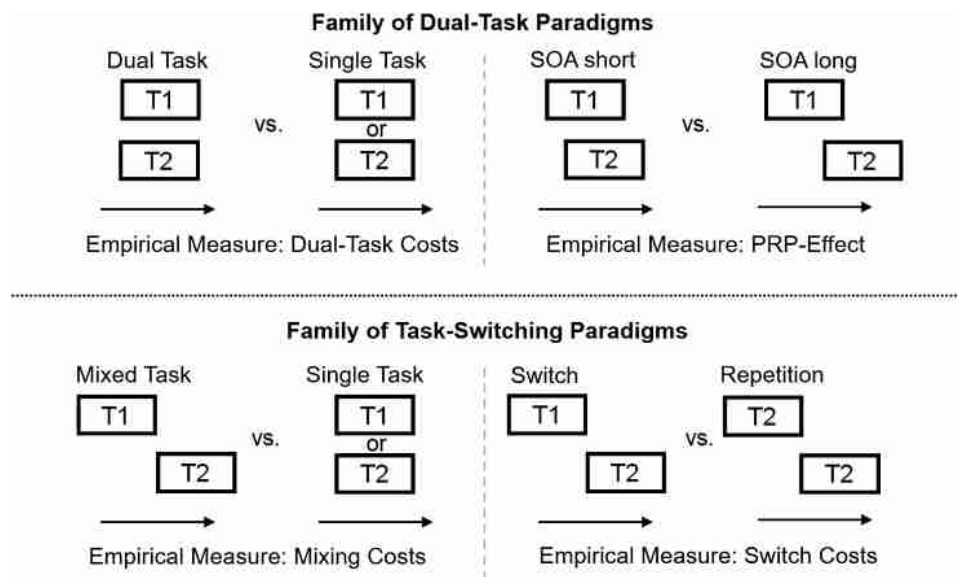 Family of Dual-Task Paradigms
Dual Task
T1
T2
vs.
Single Task
T1
or
T2
Empirical Measure: Dual-Task Costs
SOA short
T1
T2
vs.
SOA long
T1
T2
Empirical Measure: PRP-Effect
Family of Task-Switching Paradigms
Mixed Task
T1
T2
vs.
Single Task
T1
or
T2
Empirical Measure: Mixing Costs
Switch
T1
T2
vs.
Repetition
T2
T2
Empirical Measure: Switch Costs